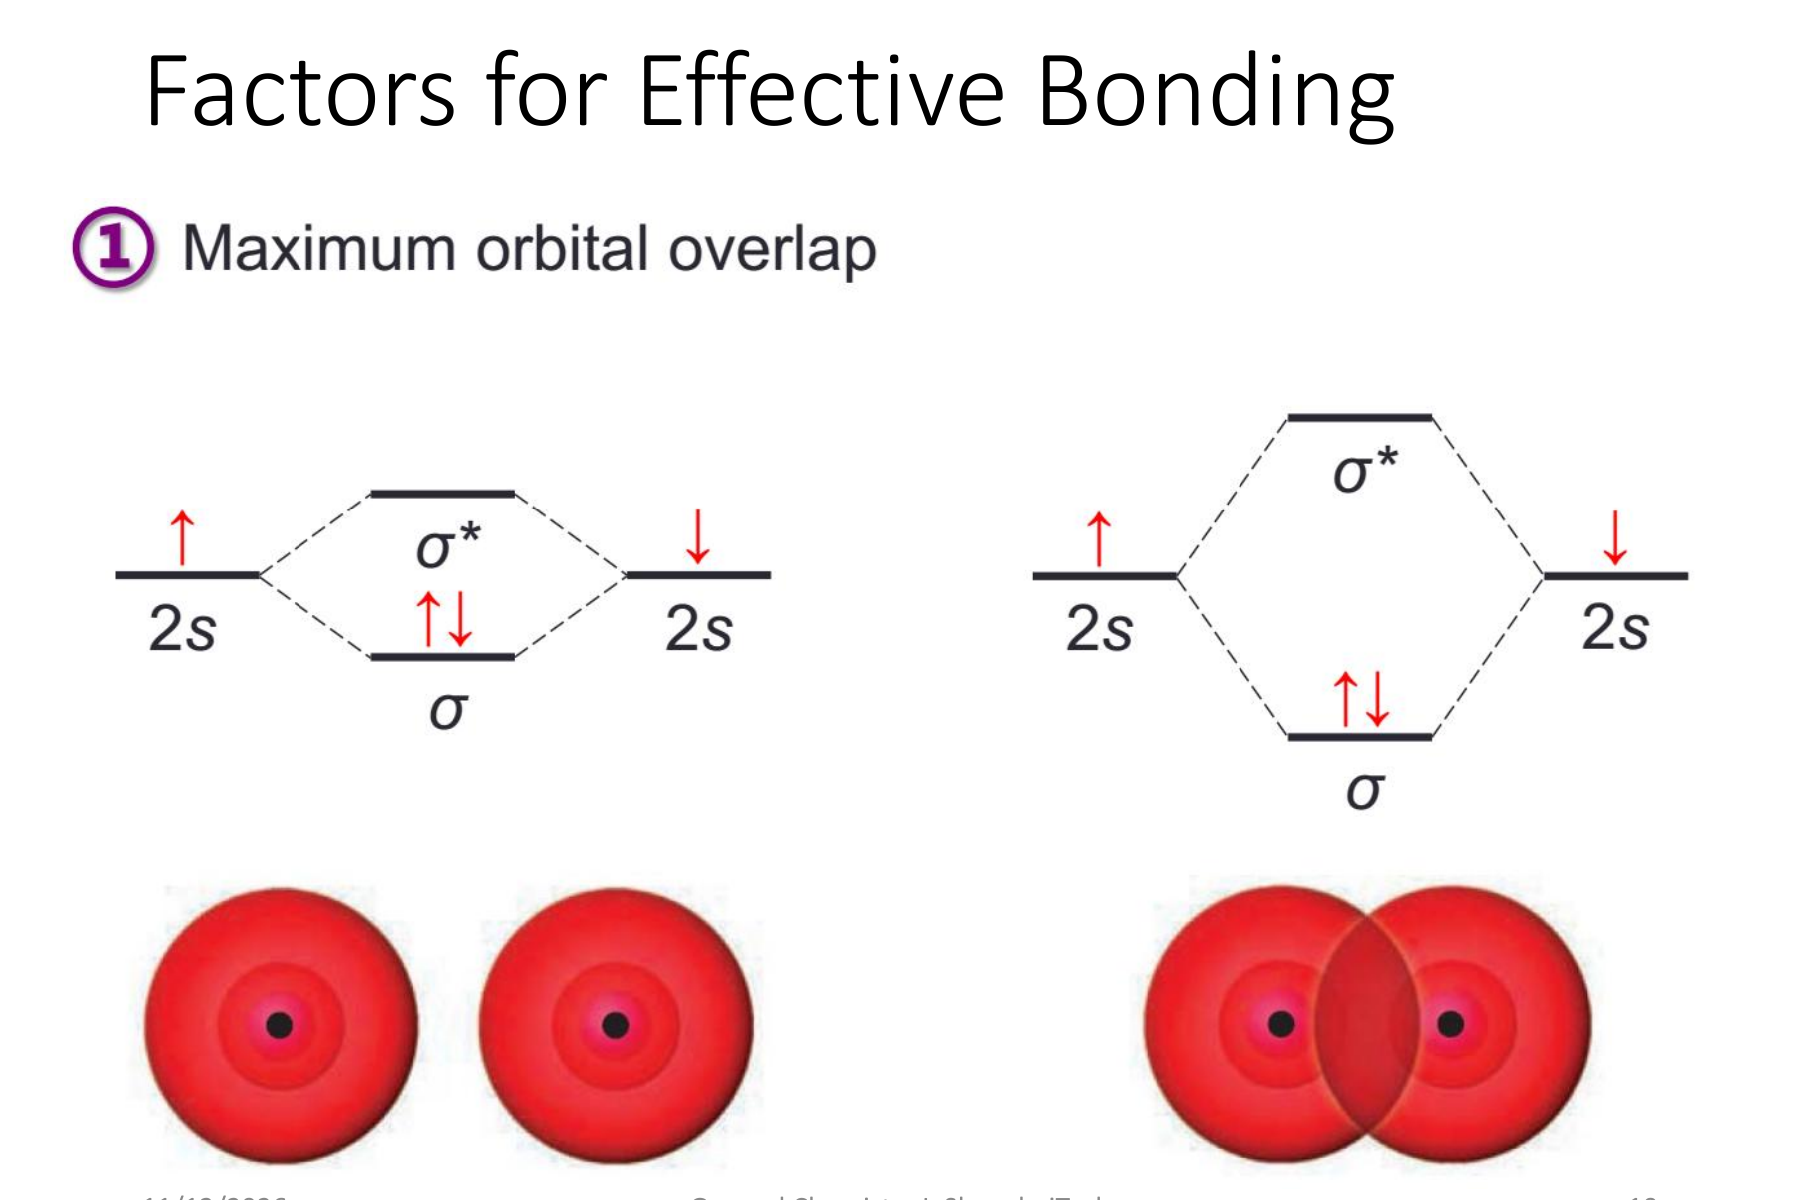 Factors for Effective Bonding
① Maximum orbital overlap
σ* σ*
↑ ↓ ↑ ↓
2s ↑↓ 2s 2s ↑↓ 2s
σ σ